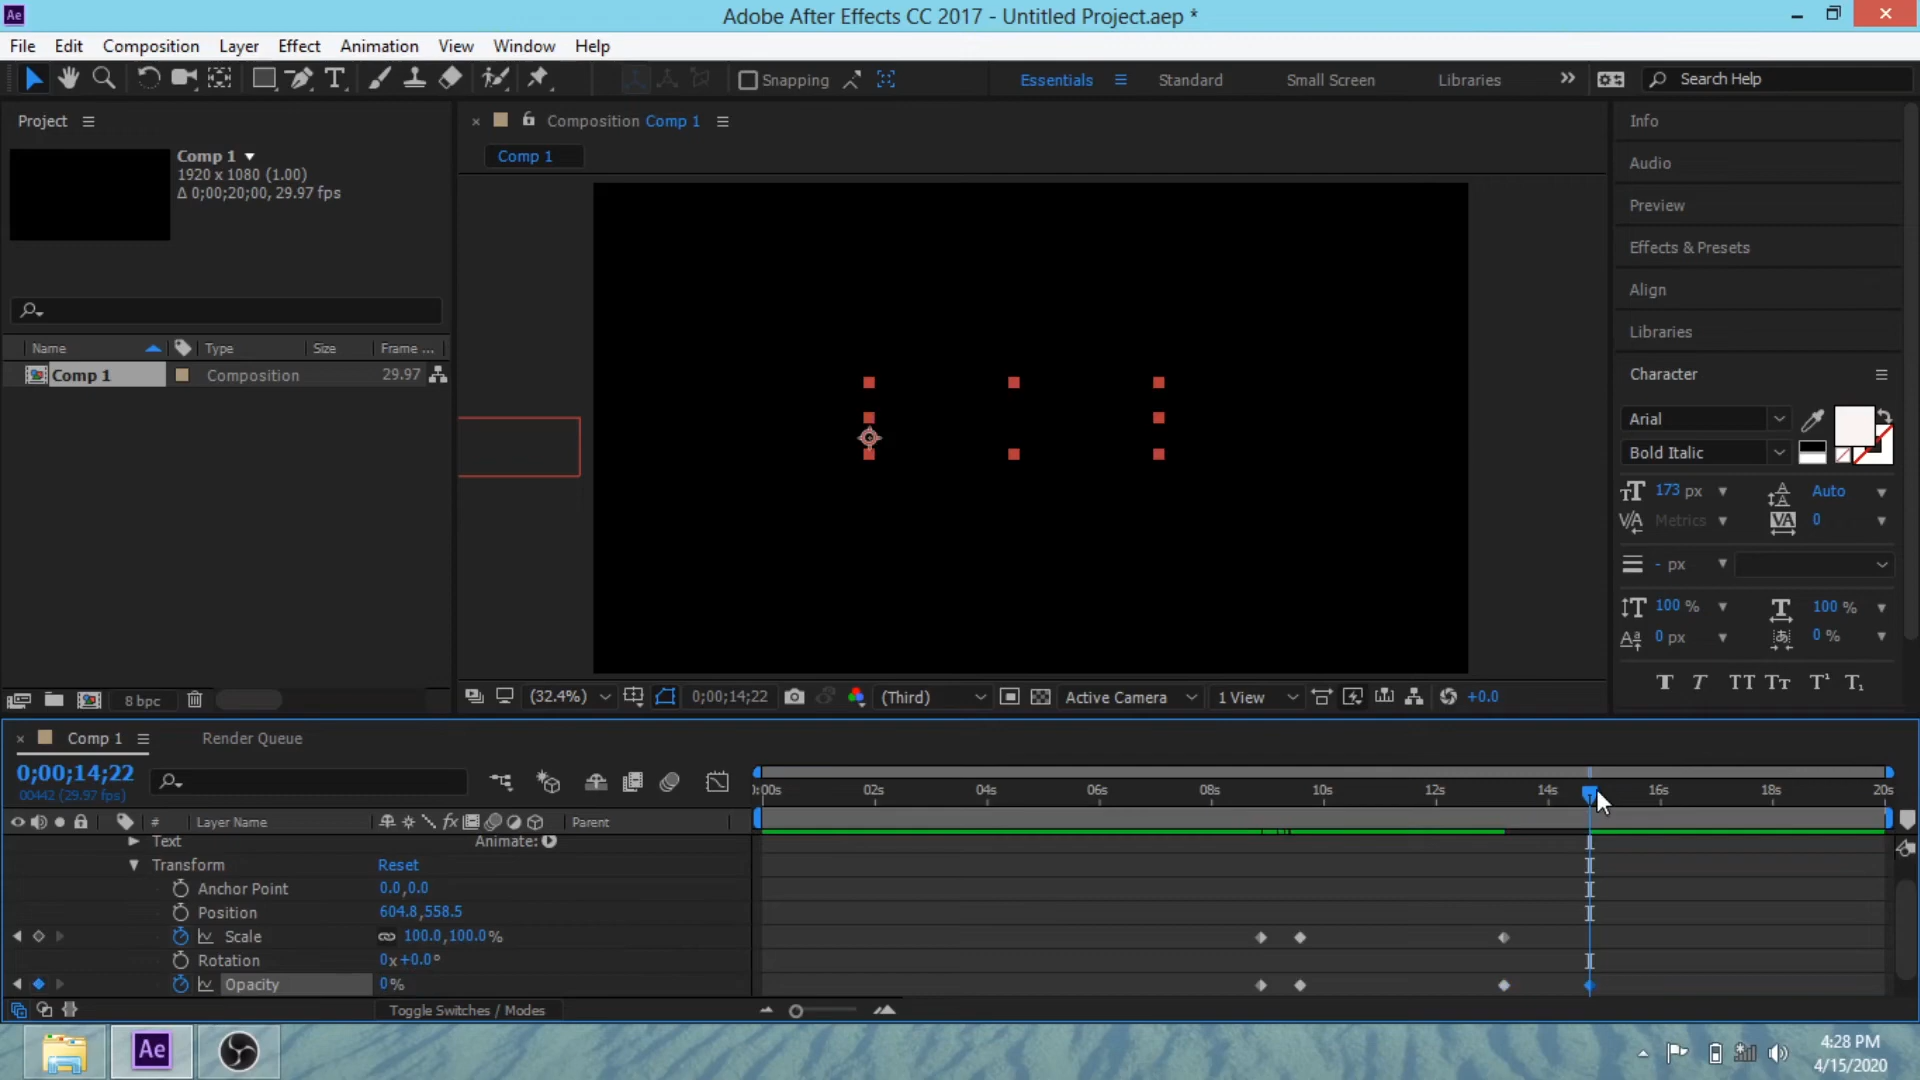 Ae
Adobe After Effects CC 2017 - Untitled Project.aep *
File Edit Composition Layer Effect Animation View Window Help
Snapping
Essentials Standard Small Screen Libraries
Search Help
Project
Comp 1
1920 x 1080 (1.00)
Δ 0;00;20;00, 29.97 fps
Name Type Size Frame ...
Comp 1 Composition 29.97
8 bpc
Composition Comp 1
Comp 1
(32.4%) 0;00;14;22 (Third) Active Camera 1 View +0.0
Info
Audio
Preview
Effects & Presets
Align
Libraries
Character
Arial
Bold Italic
173 px Auto
Metrics 0
- px
100 % 100 %
0 px 0 %
T T TT Tт T¹ T₁
Comp 1 Render Queue
0;00;14;22
00442 (29.97 fps)
# Layer Name Parent
:00s 02s 04s 06s 08s 10s 12s 14s 16s 18s 20s
Text Animate:
Transform Reset
Anchor Point 0.0,0.0
Position 604.8,558.5
Scale 100.0,100.0%
Rotation 0x+0.0°
Opacity 0%
Toggle Switches / Modes
Ae
4:28 PM
4/15/2020